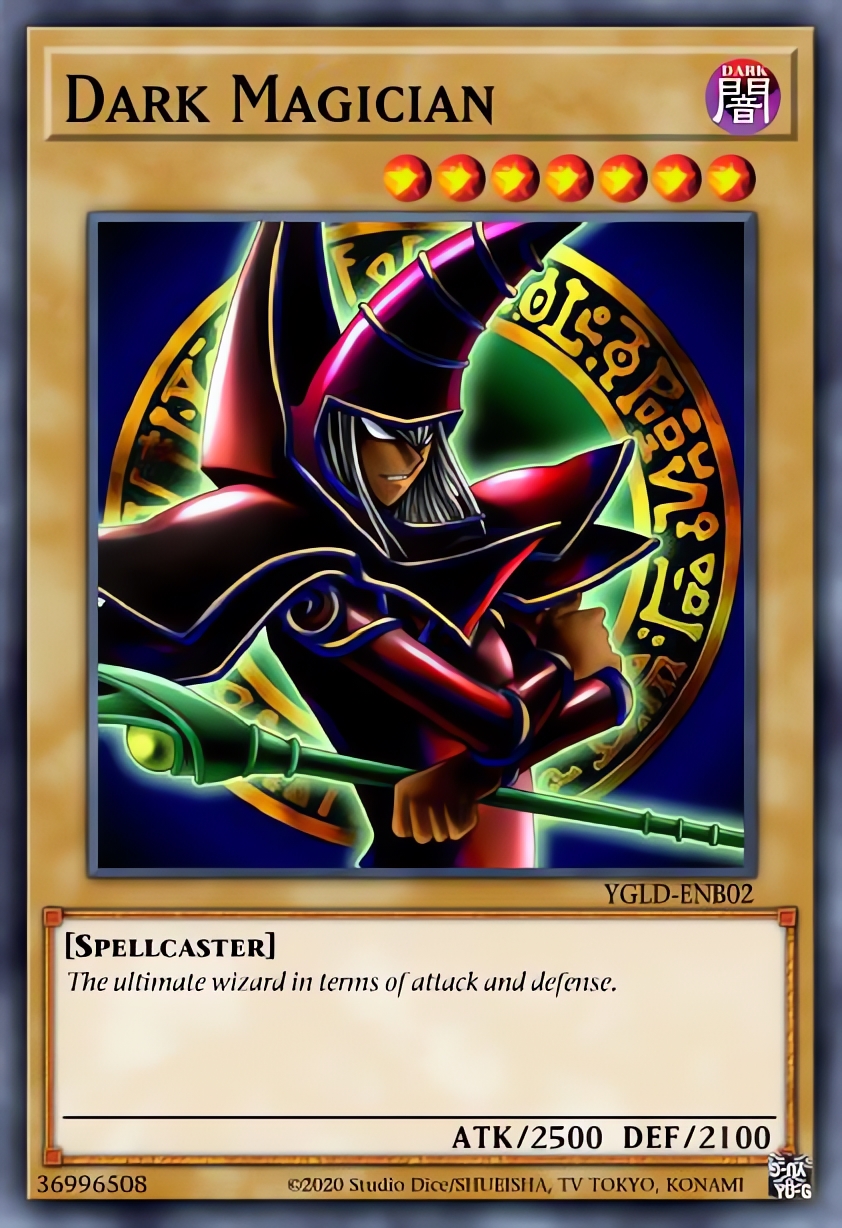 DARK MAGICIAN
DARK
闇
YGLD-ENB02
[SPELLCASTER]
The ultimate wizard in terms of attack and defense.
ATK/2500 DEF/2100
36996508
©2020 Studio Dice/SHUEISHA, TV TOKYO, KONAMI